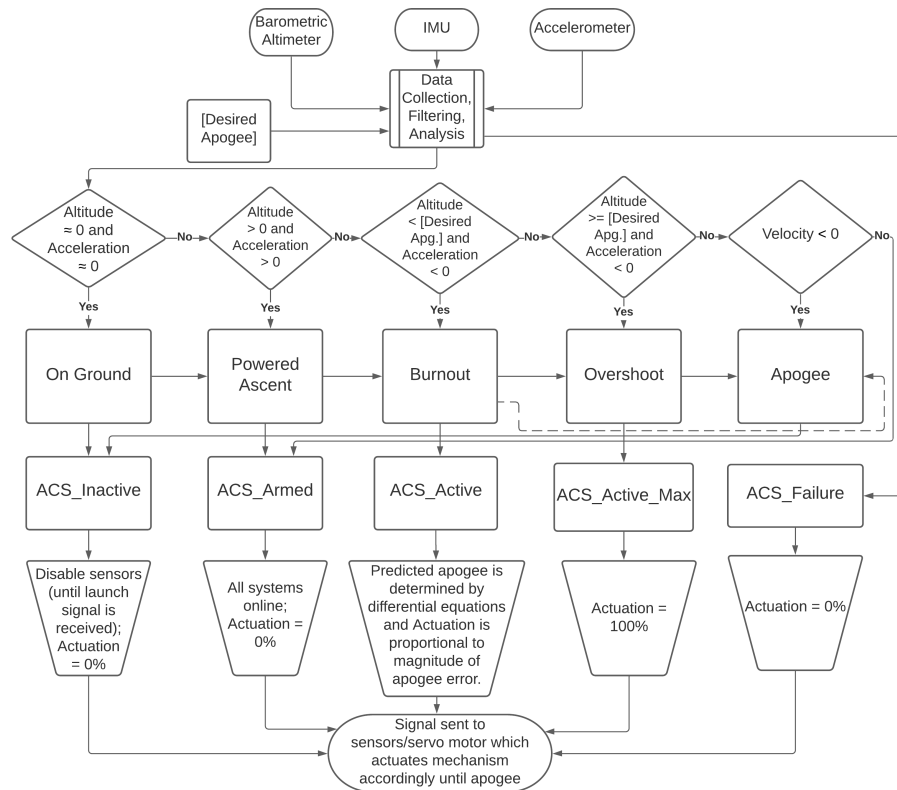 Barometric
Altimeter
IMU
Accelerometer
Data
Collection,
Filtering,
Analysis
[Desired
Apogee]
Altitude
≈ 0 and
Acceleration
≈ 0
No
Altitude
> 0 and
Acceleration
> 0
No
Altitude
< [Desired
Apg.] and
Acceleration
< 0
No
Altitude
>= [Desired
Apg.] and
Acceleration
< 0
No
Velocity < 0
No
Yes
Yes
Yes
Yes
Yes
On Ground
Powered
Ascent
Burnout
Overshoot
Apogee
ACS_Inactive
ACS_Armed
ACS_Active
ACS_Active_Max
ACS_Failure
Disable sensors
(until launch
signal is
received);
Actuation
= 0%
All systems
online;
Actuation =
0%
Predicted apogee is
determined by
differential equations
and Actuation is
proportional to
magnitude of
apogee error.
Actuation =
100%
Actuation = 0%
Signal sent to
sensors/servo motor which
actuates mechanism
accordingly until apogee